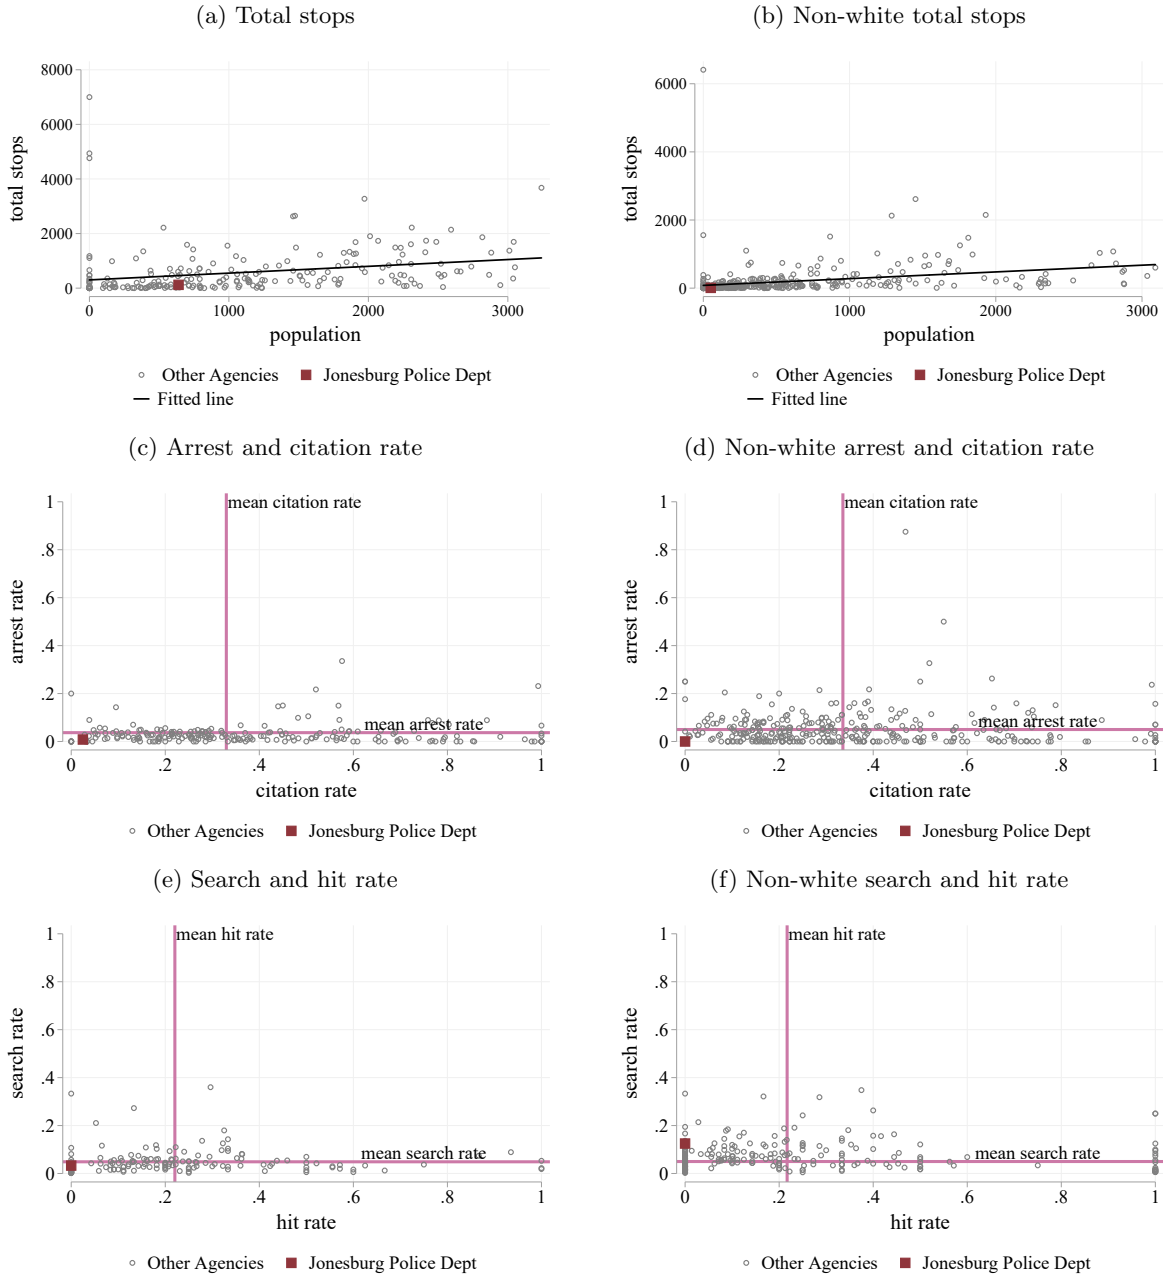 (a) Total stops
(b) Non-white total stops
total stops
8000
6000
4000
2000
0
0
1000
2000
3000
population
Other Agencies
Jonesburg Police Dept
Fitted line
total stops
6000
4000
2000
0
0
1000
2000
3000
population
Other Agencies
Jonesburg Police Dept
Fitted line
(c) Arrest and citation rate
(d) Non-white arrest and citation rate
arrest rate
1
.8
.6
.4
.2
0
mean citation rate
mean arrest rate
0
.2
.4
.6
.8
1
citation rate
Other Agencies
Jonesburg Police Dept
arrest rate
1
.8
.6
.4
.2
0
mean citation rate
mean arrest rate
0
.2
.4
.6
.8
1
citation rate
Other Agencies
Jonesburg Police Dept
(e) Search and hit rate
(f) Non-white search and hit rate
search rate
1
.8
.6
.4
.2
0
mean hit rate
mean search rate
0
.2
.4
.6
.8
1
hit rate
Other Agencies
Jonesburg Police Dept
search rate
1
.8
.6
.4
.2
0
mean hit rate
mean search rate
0
.2
.4
.6
.8
1
hit rate
Other Agencies
Jonesburg Police Dept